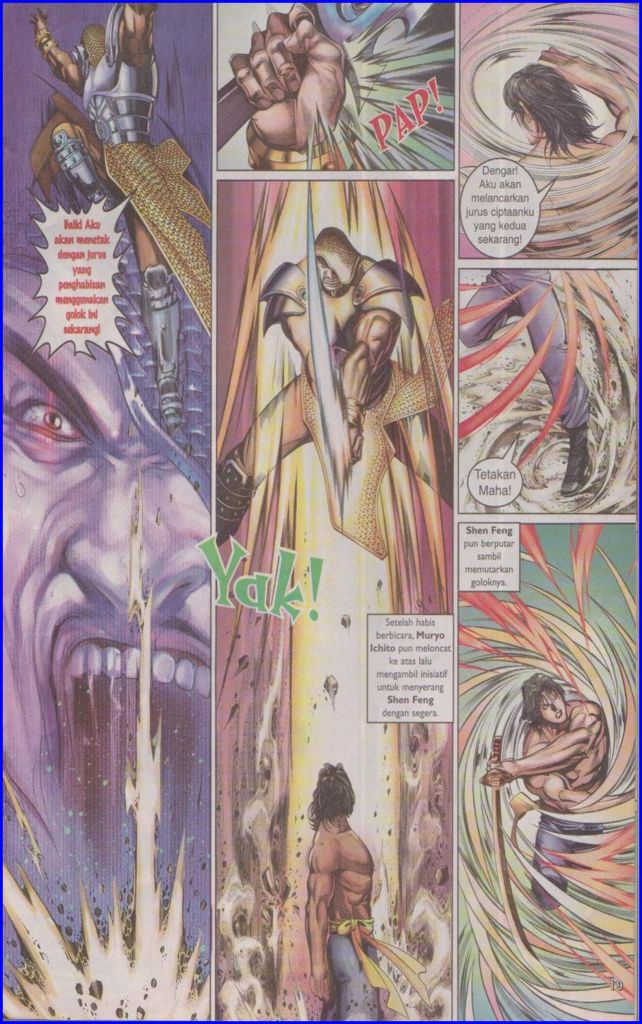 Baik! Aku
akan menetak
dengan jurus
yang
penghabisan
menggunakan
golok ini
sekarang!
PAP!
Yak!
Setelah habis
berbicara, Muryo
Ichito pun meloncat
ke atas lalu
mengambil inisiatif
untuk menyerang
Shen Feng
dengan segera.
Dengar!
Aku akan
melancarkan
jurus ciptaanku
yang kedua
sekarang!
Tetakan
Maha!
Shen Feng
pun berputar
sambil
memutarkan
goloknya.
19